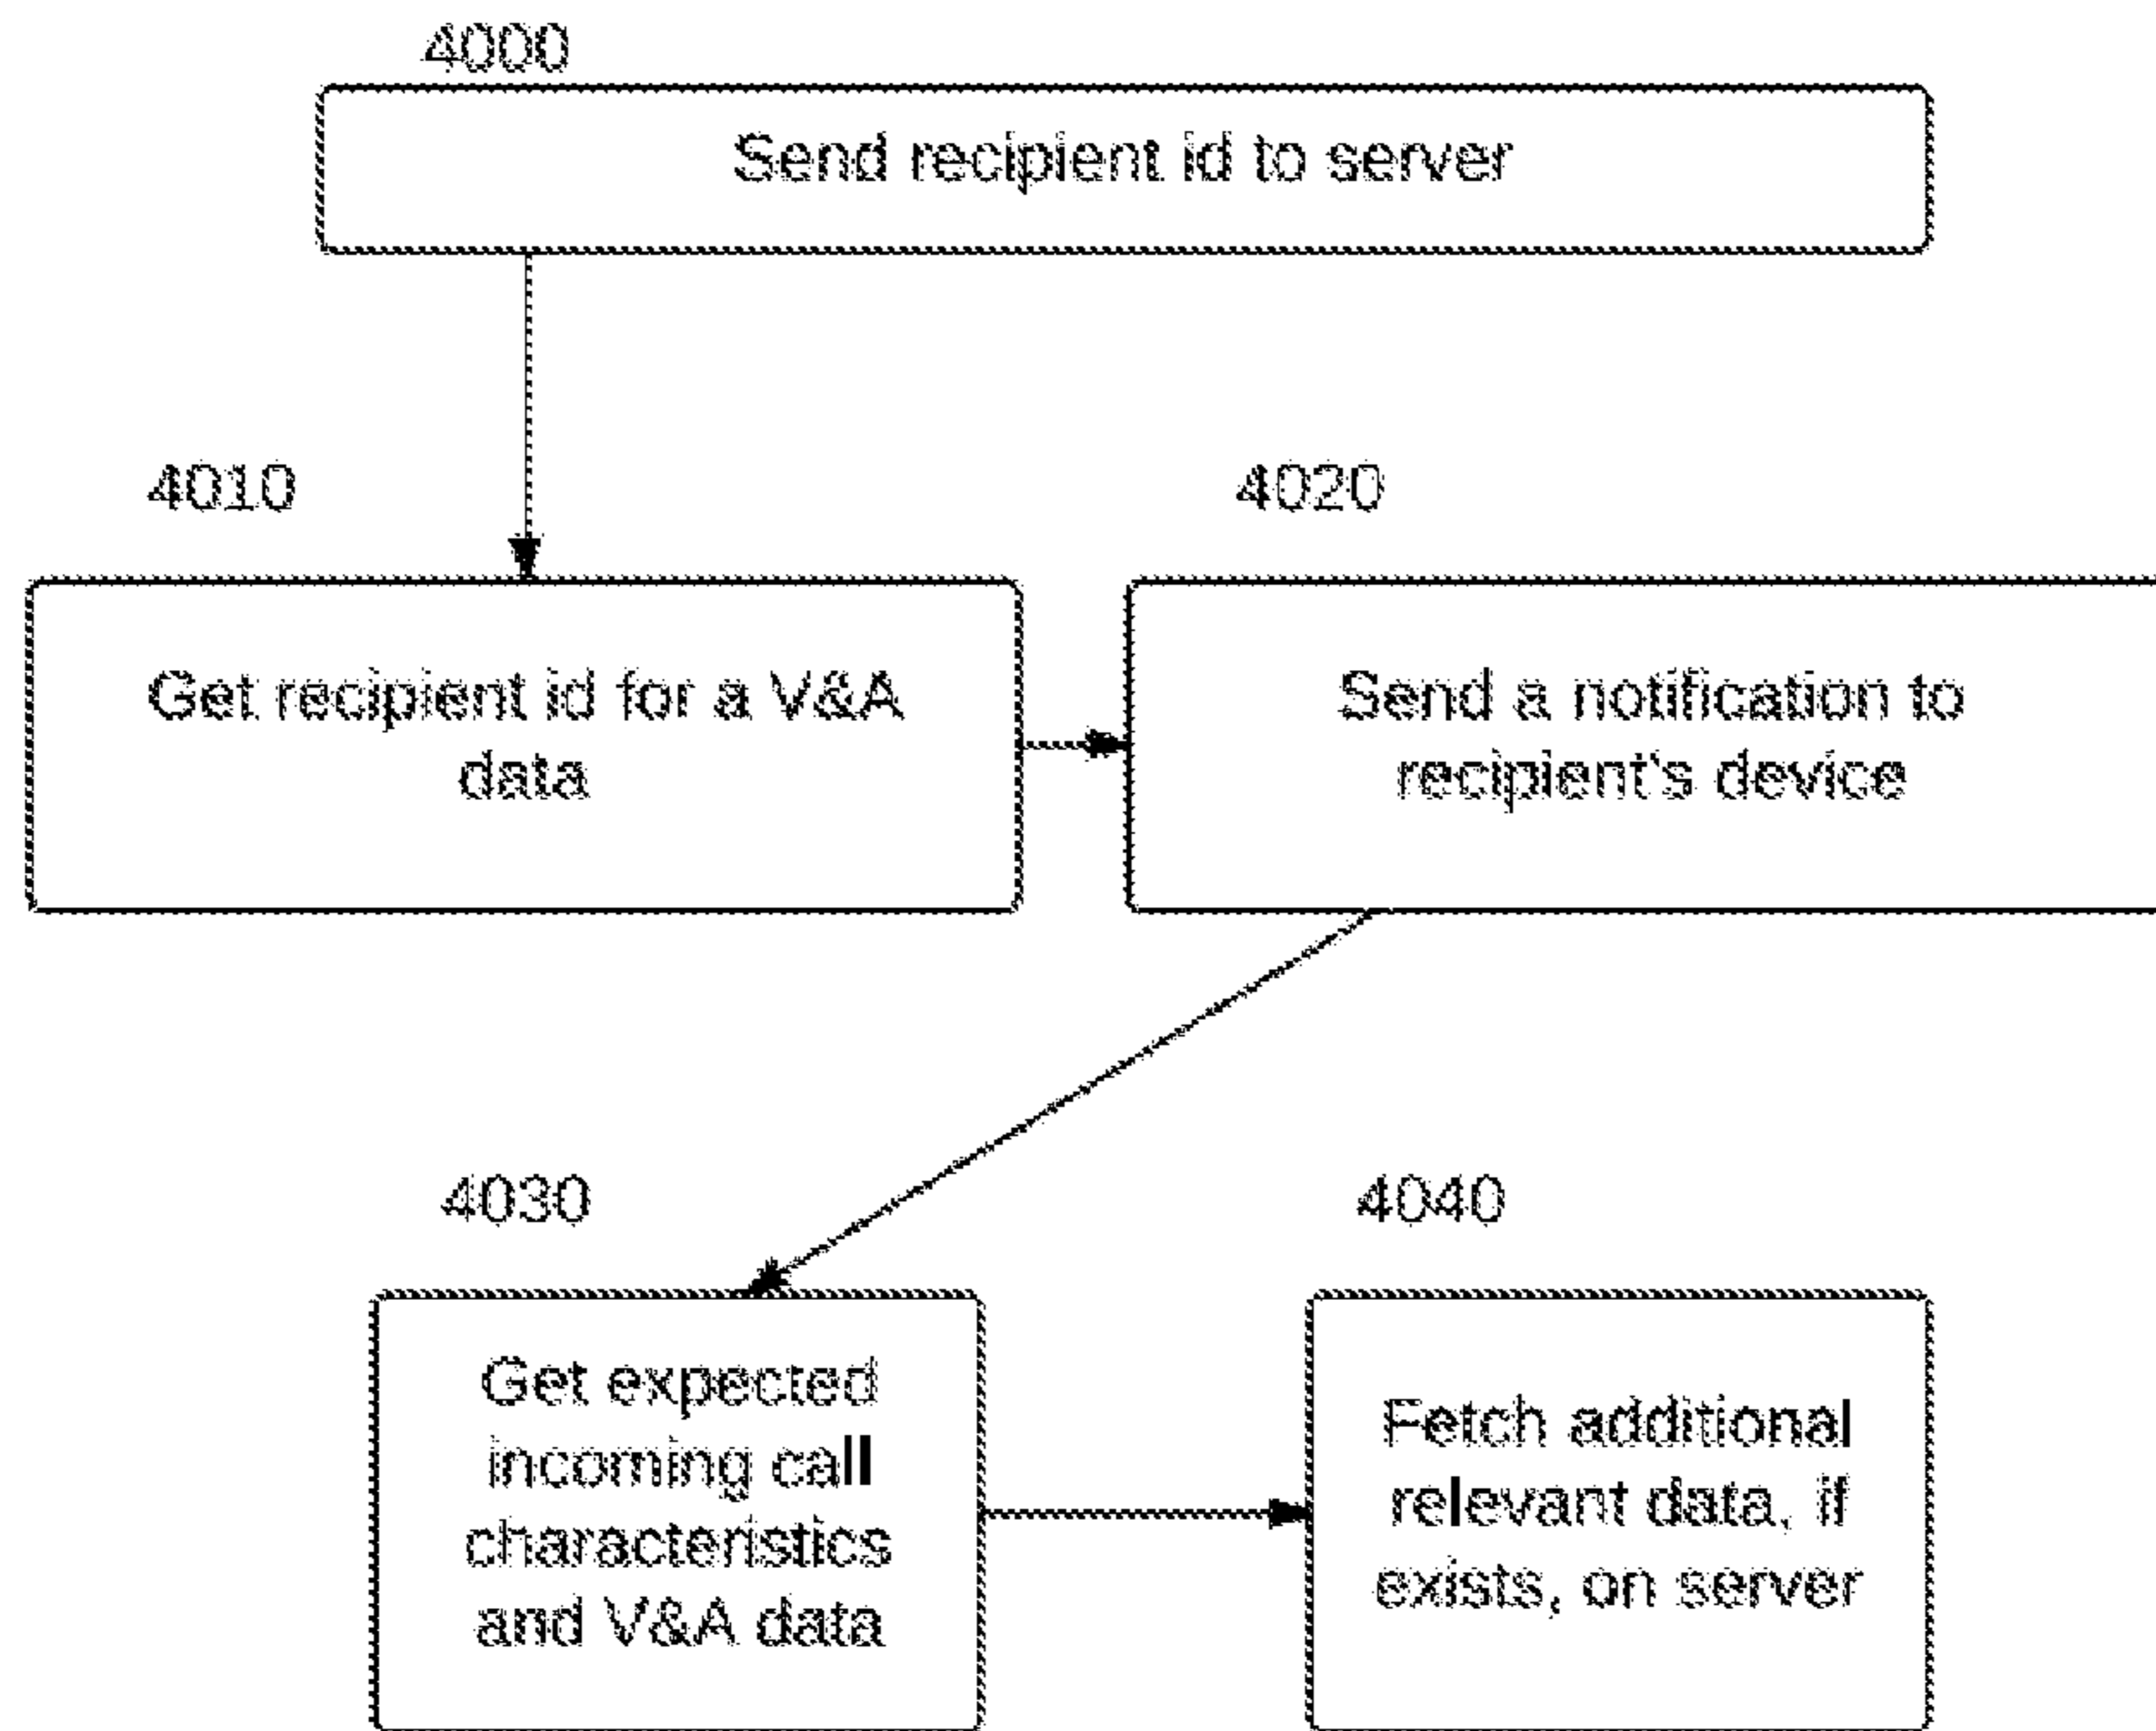 4000
Send recipient id to server
4010
Get recipient id for a V&A
data
4020
Send a notification to
recipient's device
4030
Get expected
incoming call
characteristics
and V&A data
4040
Fetch additional
relevant data, if
exists, on server